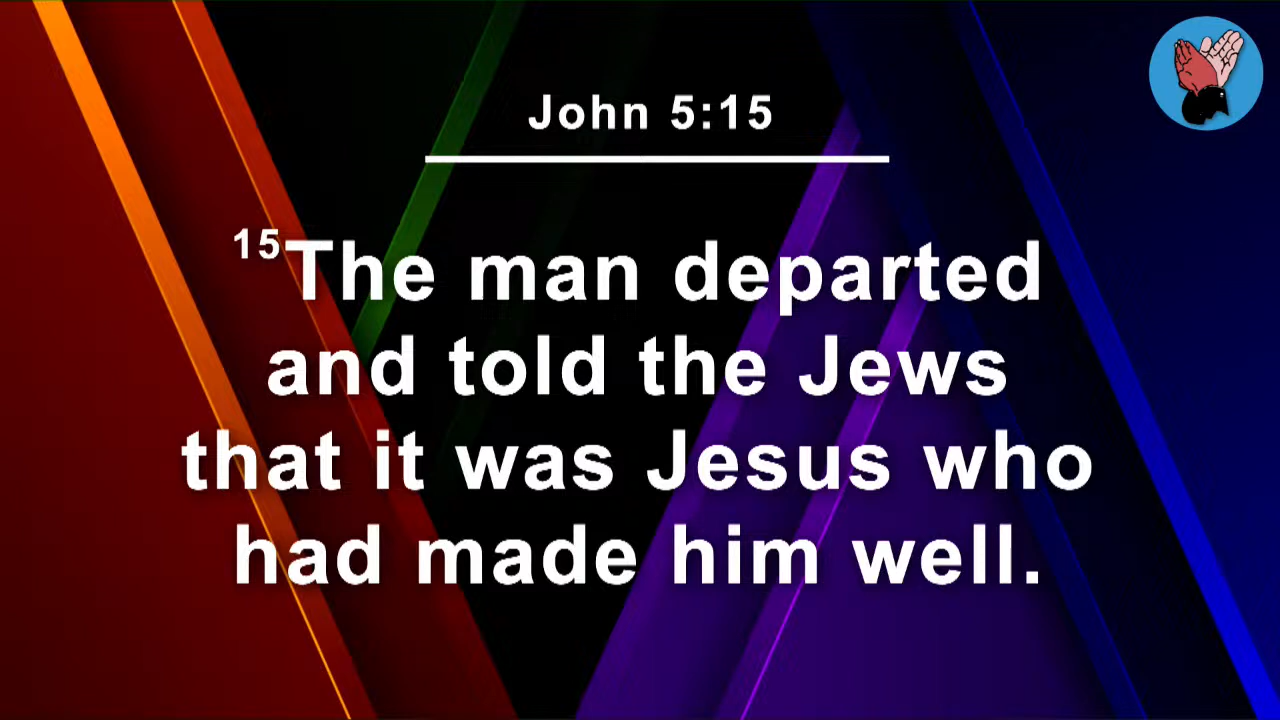 John 5:15
15The man departed
and told the Jews
that it was Jesus who
had made him well.